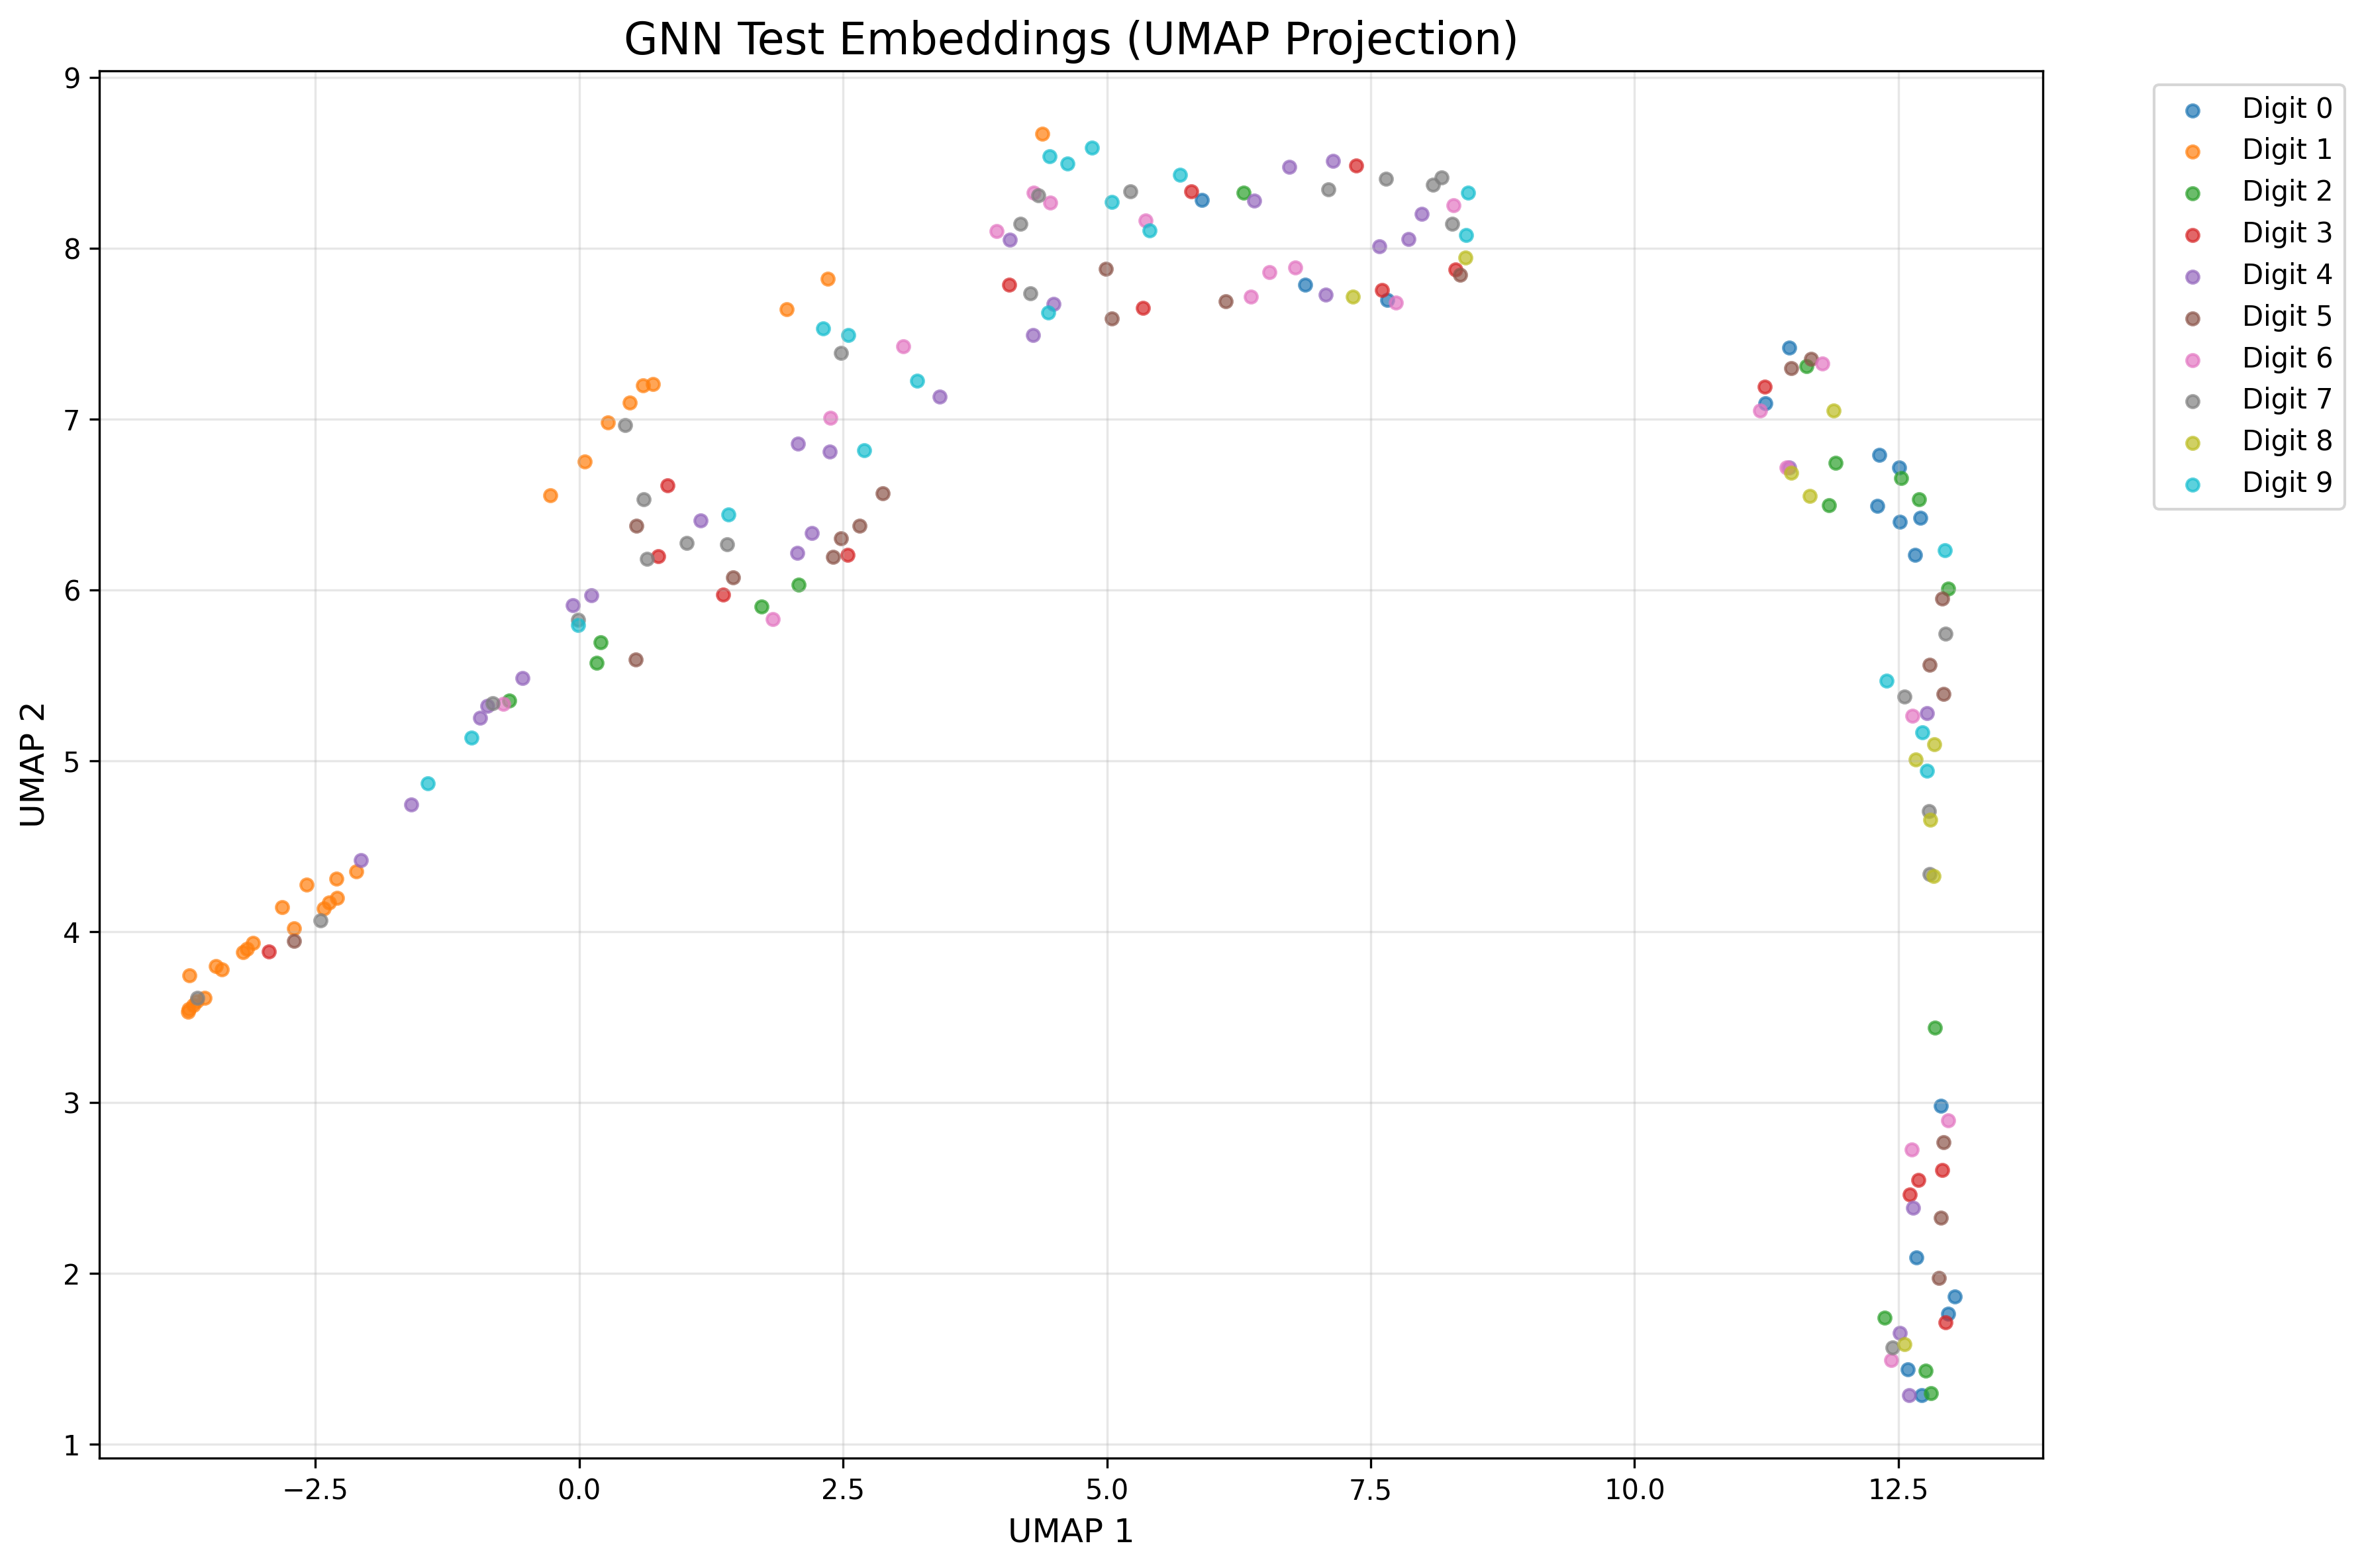 GNN Test Embeddings (UMAP Projection)
9
8
7
6
5
4
3
2
1
UMAP 2
−2.5 0.0 2.5 5.0 7.5 10.0 12.5
UMAP 1
Digit 0
Digit 1
Digit 2
Digit 3
Digit 4
Digit 5
Digit 6
Digit 7
Digit 8
Digit 9